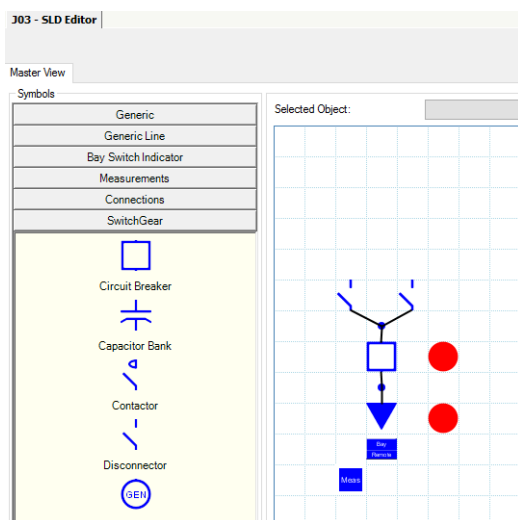 J03 - SLD Editor
Master View
Symbols
Generic
Generic Line
Bay Switch Indicator
Measurements
Connections
SwitchGear
Circuit Breaker
Capacitor Bank
Contactor
Disconnector
GEN
Selected Object:
Bay
Remote
Meas